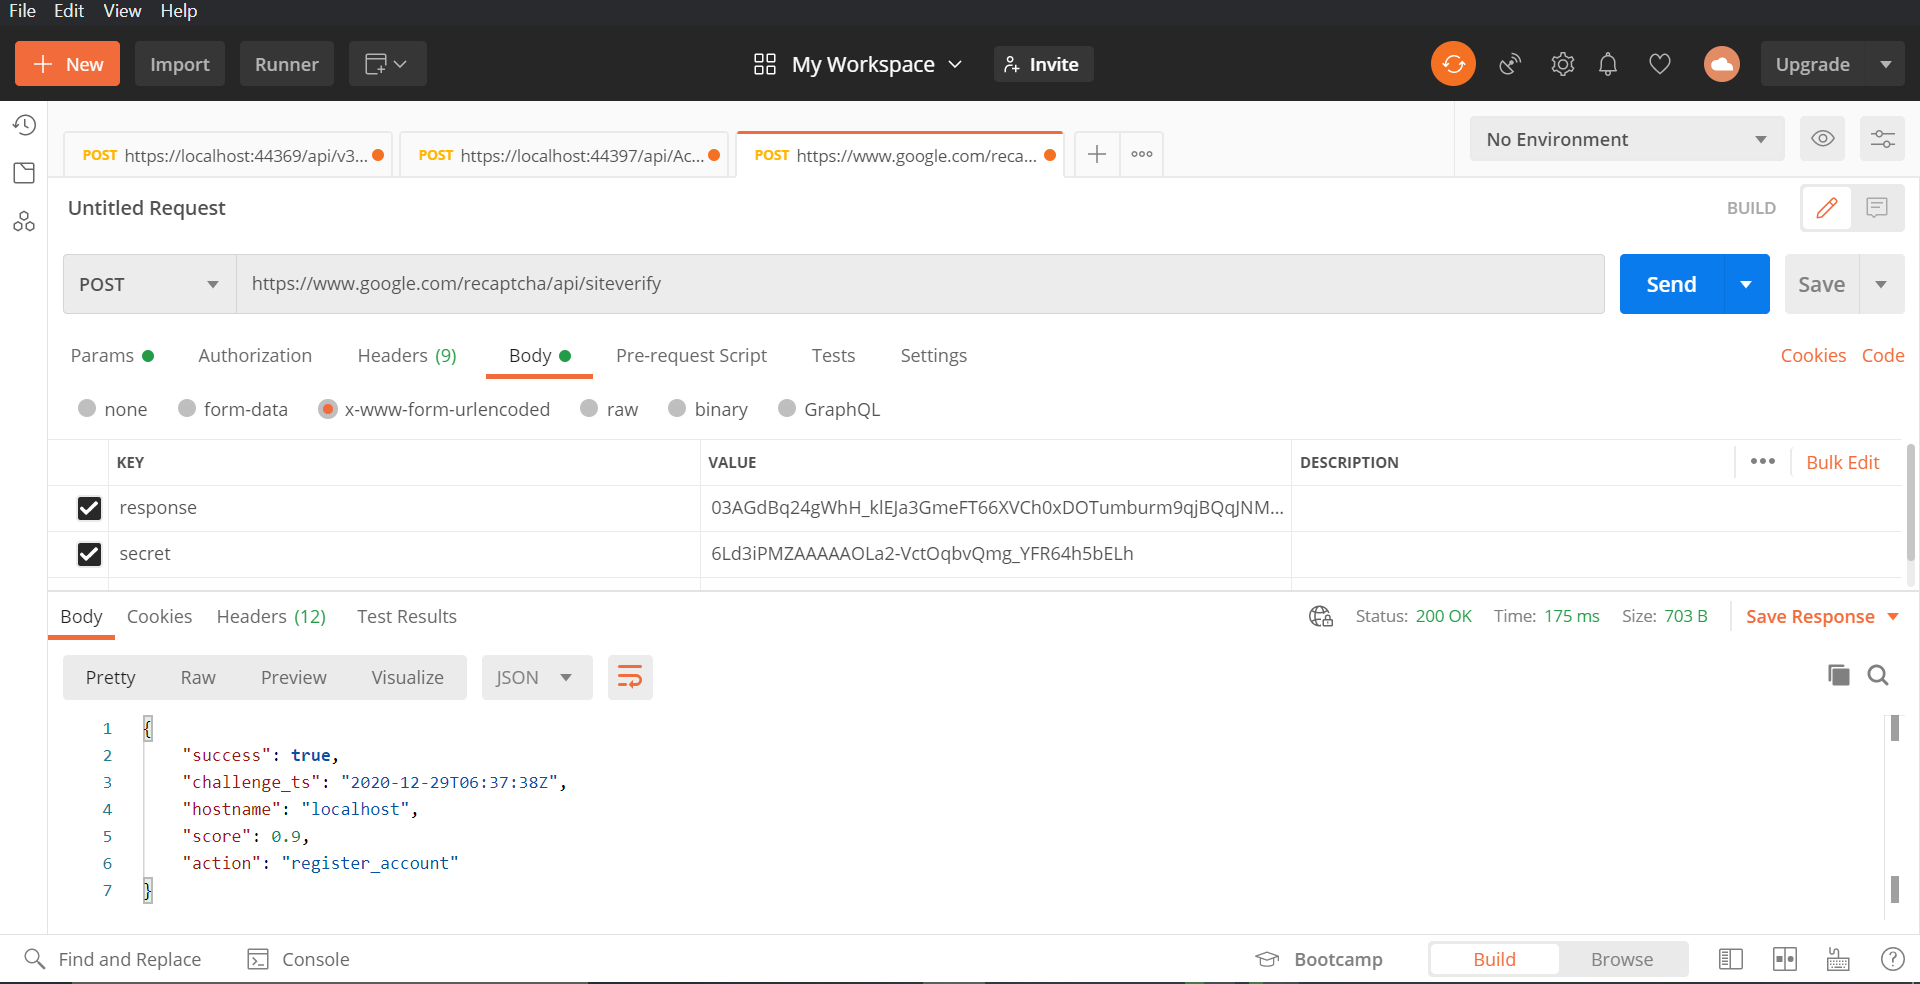 File Edit View Help
New Import Runner My Workspace Invite Upgrade
POST https://localhost:44369/api/v3... POST https://localhost:44397/api/Ac... POST https://www.google.com/reca... No Environment
Untitled Request BUILD
POST https://www.google.com/recaptcha/api/siteverify Send Save
Params Authorization Headers (9) Body Pre-request Script Tests Settings Cookies Code
none form-data x-www-form-urlencoded raw binary GraphQL
KEY VALUE DESCRIPTION Bulk Edit
response 03AGdBq24gWhH_klEJa3GmeFT66XVCh0xDOTumburm9qjBQqJNM...
secret 6Ld3iPMZAAAAAOLa2-VctOqbvQmg_YFR64h5bELh
Body Cookies Headers (12) Test Results Status: 200 OK Time: 175 ms Size: 703 B Save Response
Pretty Raw Preview Visualize JSON
1 {
2 "success": true,
3 "challenge_ts": "2020-12-29T06:37:38Z",
4 "hostname": "localhost",
5 "score": 0.9,
6 "action": "register_account"
7 }
Find and Replace Console Bootcamp Build Browse